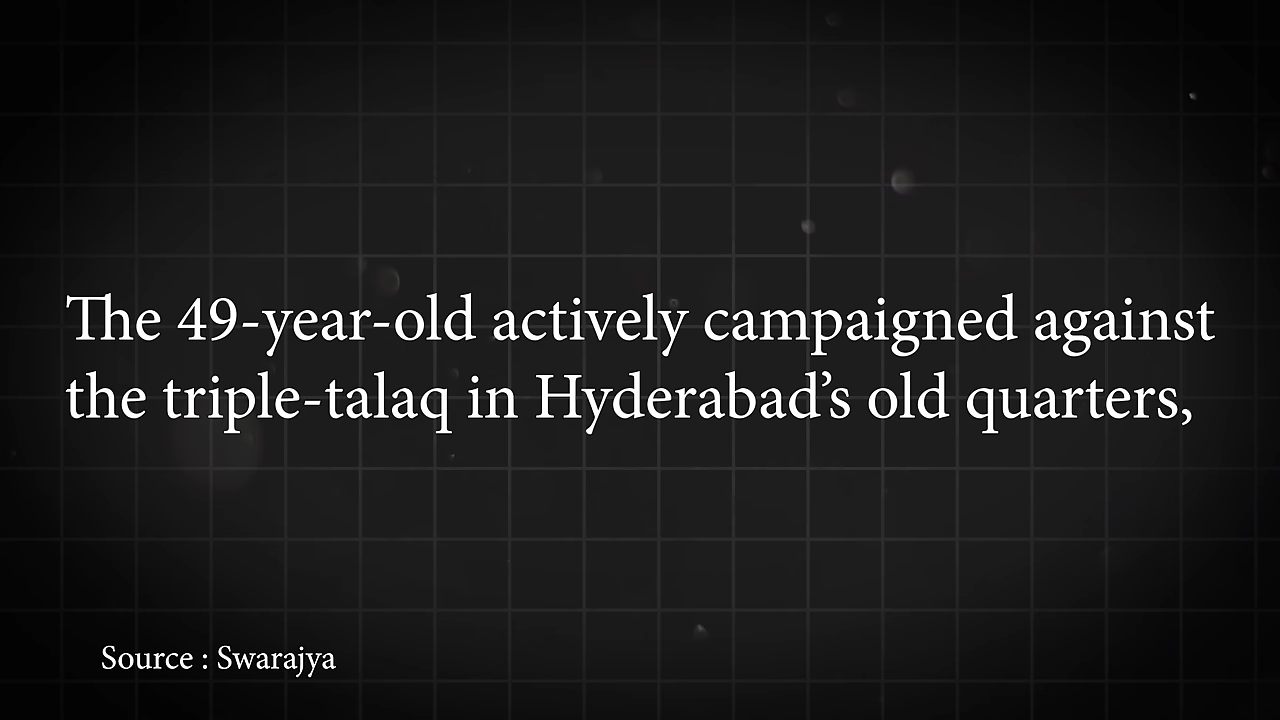 The 49-year-old actively campaigned against
the triple-talaq in Hyderabad’s old quarters,
Source : Swarajya